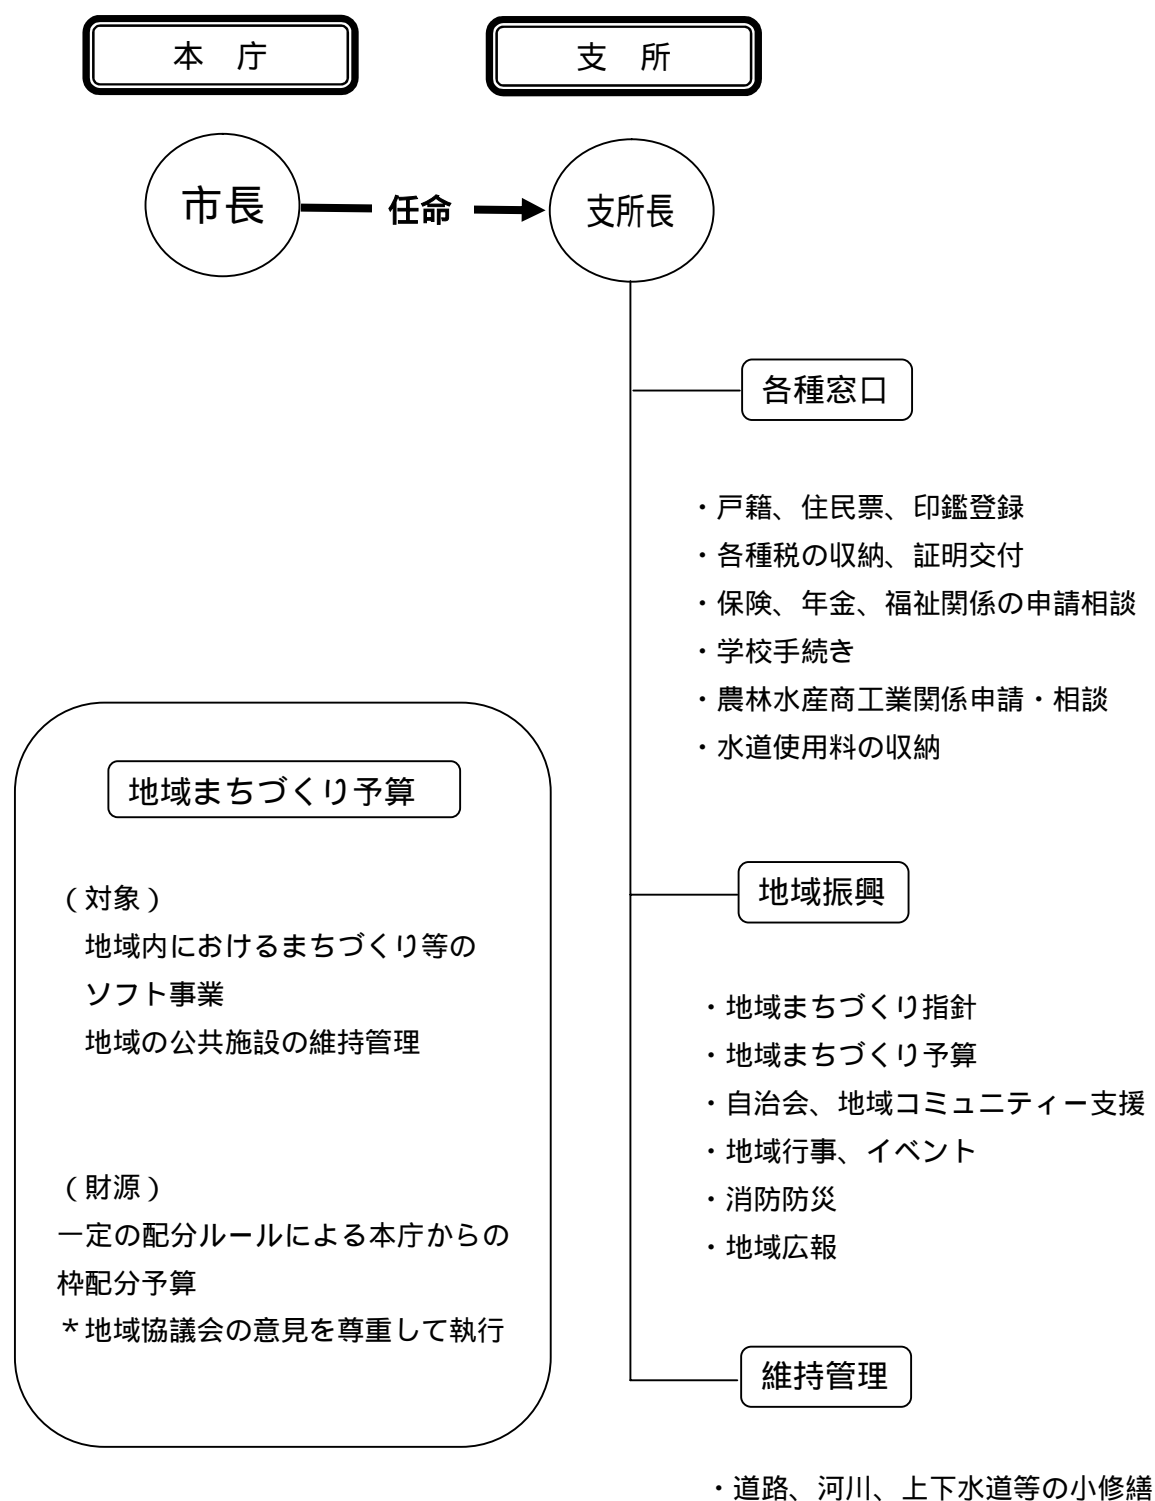 本　庁
支　所
市長
任命
支所長
各種窓口
・戸籍、住民票、印鑑登録
・各種税の収納、証明交付
・保険、年金、福祉関係の申請相談
・学校手続き
・農林水産商工業関係申請・相談
・水道使用料の収納
地域まちづくり予算
（対象）
地域内におけるまちづくり等の
ソフト事業
地域の公共施設の維持管理
（財源）
一定の配分ルールによる本庁からの
枠配分予算
＊地域協議会の意見を尊重して執行
地域振興
・地域まちづくり指針
・地域まちづくり予算
・自治会、地域コミュニティー支援
・地域行事、イベント
・消防防災
・地域広報
維持管理
・道路、河川、上下水道等の小修繕